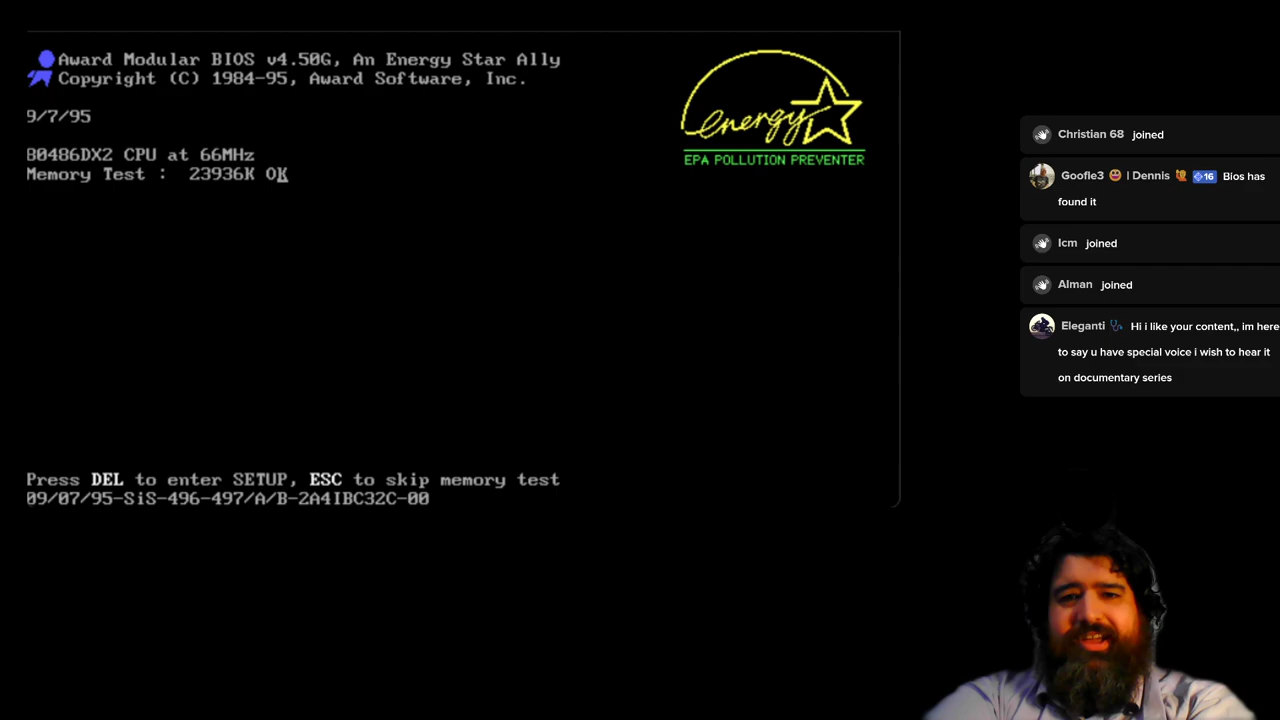 Award Modular BIOS v4.50G, An Energy Star Ally
Copyright (C) 1984-95, Award Software, Inc.
9/7/95
80486DX2 CPU at 66MHz
Memory Test : 23936K OK
energy
EPA POLLUTION PREVENTER
Press DEL to enter SETUP, ESC to skip memory test
09/07/95-SiS-496-497/A/B-2A4IBC32C-00
Christian 68 joined
Goofle3 😀 | Dennis 16 Bios has
found it
Icm joined
Alman joined
Eleganti 🩺 Hi i like your content,, im here
to say u have special voice i wish to hear it
on documentary series